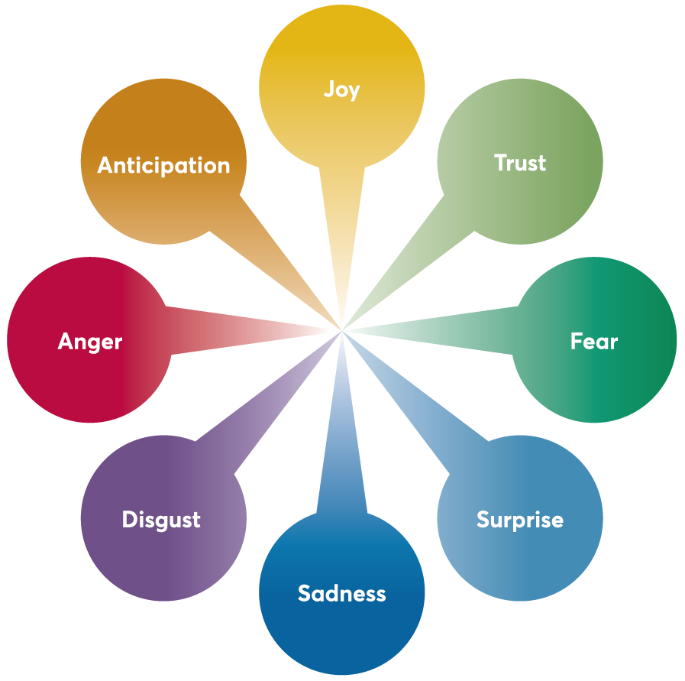 Joy
Trust
Anticipation
Anger
Fear
Disgust
Surprise
Sadness